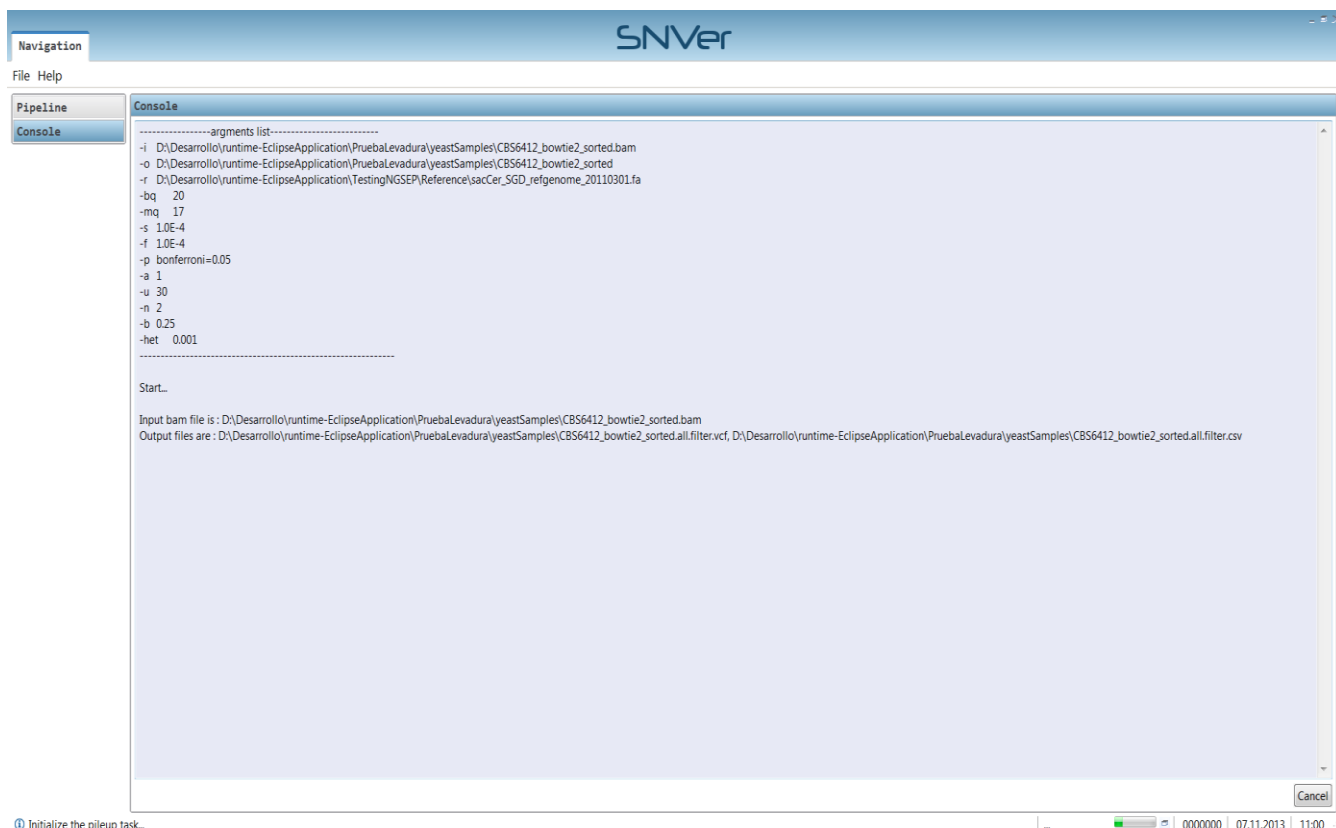 SNVer
Navigation
File Help
Pipeline
Console
Console
-----------------argments list--------------------------
-i D:\Desarrollo\runtime-EclipseApplication\PruebaLevadura\yeastSamples\CBS6412_bowtie2_sorted.bam
-o D:\Desarrollo\runtime-EclipseApplication\PruebaLevadura\yeastSamples\CBS6412_bowtie2_sorted
-r D:\Desarrollo\runtime-EclipseApplication\TestingNGSEP\Reference\sacCer_SGD_refgenome_20110301.fa
-bq 20
-mq 17
-s 1.0E-4
-f 1.0E-4
-p bonferroni=0.05
-a 1
-u 30
-n 2
-b 0.25
-het 0.001
-------------------------------------------------------------
Start...
Input bam file is : D:\Desarrollo\runtime-EclipseApplication\PruebaLevadura\yeastSamples\CBS6412_bowtie2_sorted.bam
Output files are : D:\Desarrollo\runtime-EclipseApplication\PruebaLevadura\yeastSamples\CBS6412_bowtie2_sorted.all.filter.vcf, D:\Desarrollo\runtime-EclipseApplication\PruebaLevadura\yeastSamples\CBS6412_bowtie2_sorted.all.filter.csv
Cancel
Initialize the pileup task...
0000000 07.11.2013 11:00